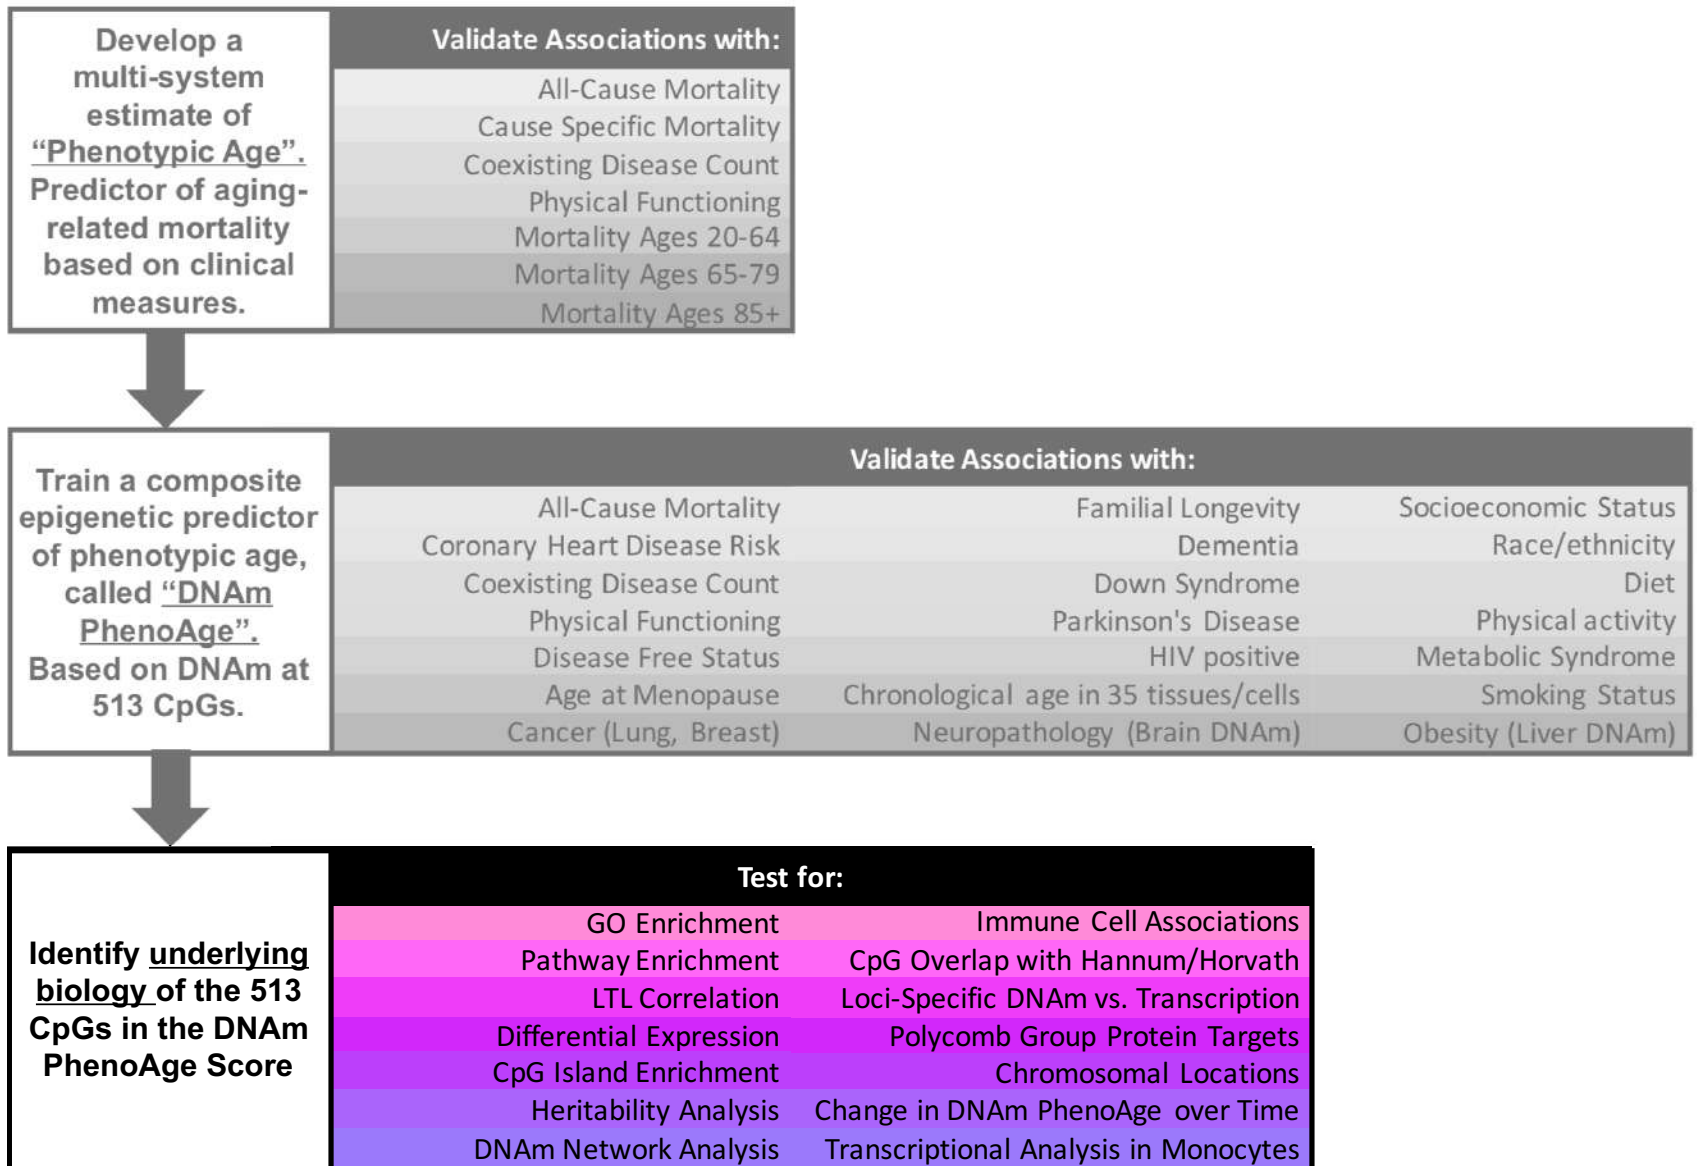 Develop a
multi-system
estimate of
“Phenotypic Age”.
Predictor of aging-
related mortality
based on clinical
measures.
Validate Associations with:
All-Cause Mortality
Cause Specific Mortality
Coexisting Disease Count
Physical Functioning
Mortality Ages 20-64
Mortality Ages 65-79
Mortality Ages 85+
Train a composite
epigenetic predictor
of phenotypic age,
called “DNAm
PhenoAge”.
Based on DNAm at
513 CpGs.
Validate Associations with:
All-Cause Mortality
Coronary Heart Disease Risk
Coexisting Disease Count
Physical Functioning
Disease Free Status
Age at Menopause
Cancer (Lung, Breast)
Familial Longevity
Dementia
Down Syndrome
Parkinson's Disease
HIV positive
Chronological age in 35 tissues/cells
Neuropathology (Brain DNAm)
Socioeconomic Status
Race/ethnicity
Diet
Physical activity
Metabolic Syndrome
Smoking Status
Obesity (Liver DNAm)
Identify underlying
biology of the 513
CpGs in the DNAm
PhenoAge Score
Test for:
GO Enrichment
Pathway Enrichment
LTL Correlation
Differential Expression
CpG Island Enrichment
Heritability Analysis
DNAm Network Analysis
Immune Cell Associations
CpG Overlap with Hannum/Horvath
Loci-Specific DNAm vs. Transcription
Polycomb Group Protein Targets
Chromosomal Locations
Change in DNAm PhenoAge over Time
Transcriptional Analysis in Monocytes